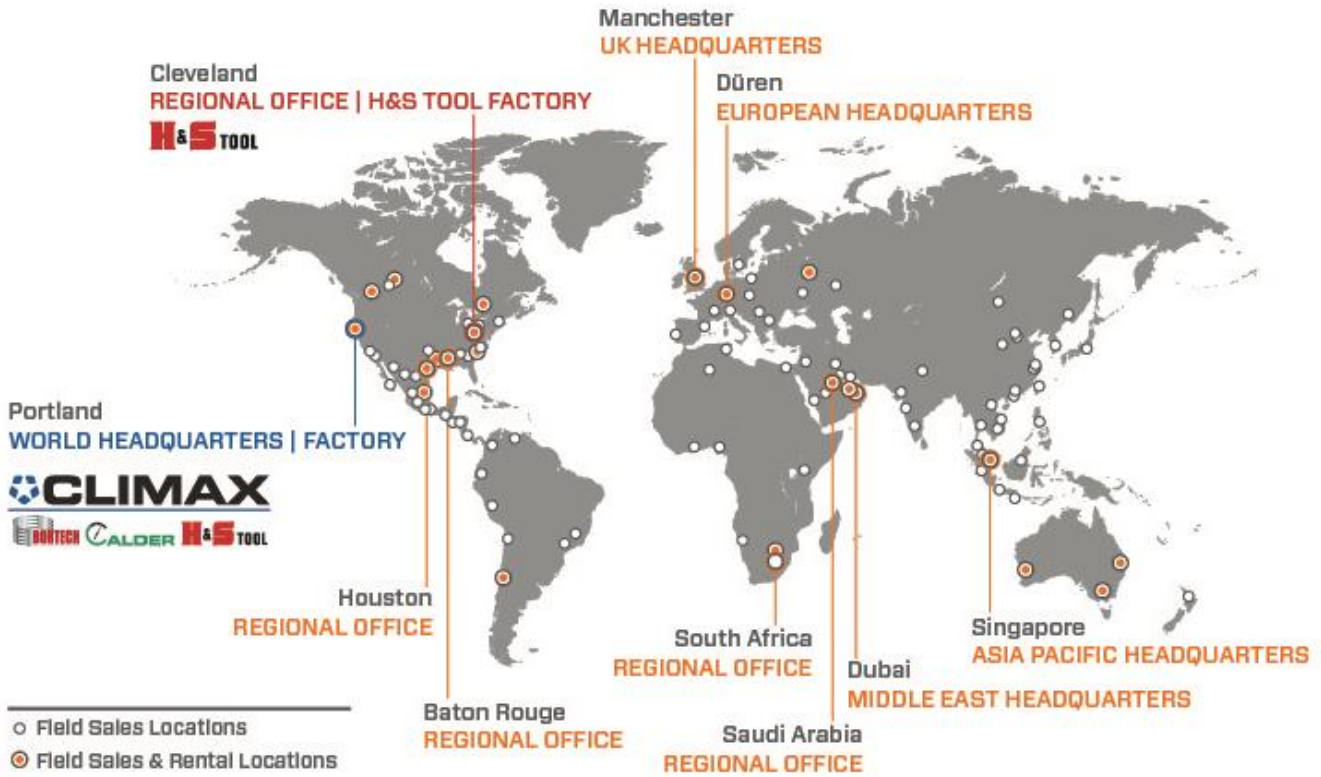 Manchester
UK HEADQUARTERS
Cleveland
REGIONAL OFFICE | H&S TOOL FACTORY
H&S TOOL
Düren
EUROPEAN HEADQUARTERS
Portland
WORLD HEADQUARTERS | FACTORY
CLIMAX
BORTECH CALDER H&S TOOL
Houston
REGIONAL OFFICE
South Africa
REGIONAL OFFICE
Singapore
ASIA PACIFIC HEADQUARTERS
Dubai
MIDDLE EAST HEADQUARTERS
Baton Rouge
REGIONAL OFFICE
Saudi Arabia
REGIONAL OFFICE
Field Sales Locations
Field Sales & Rental Locations